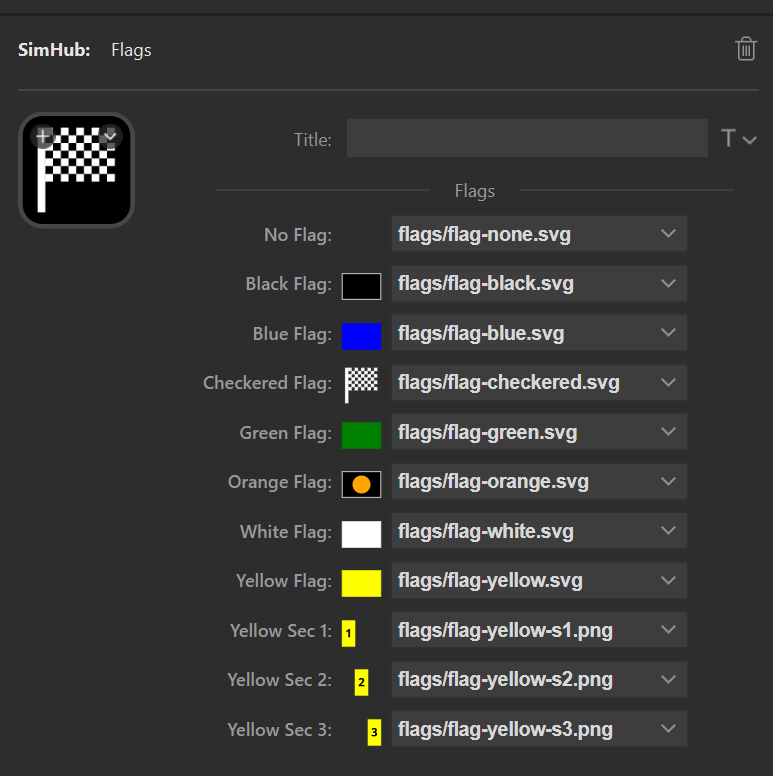 SimHub: Flags
Title: T
Flags
No Flag: flags/flag-none.svg
Black Flag: flags/flag-black.svg
Blue Flag: flags/flag-blue.svg
Checkered Flag: flags/flag-checkered.svg
Green Flag: flags/flag-green.svg
Orange Flag: flags/flag-orange.svg
White Flag: flags/flag-white.svg
Yellow Flag: flags/flag-yellow.svg
Yellow Sec 1: 1 flags/flag-yellow-s1.png
Yellow Sec 2: 2 flags/flag-yellow-s2.png
Yellow Sec 3: 3 flags/flag-yellow-s3.png